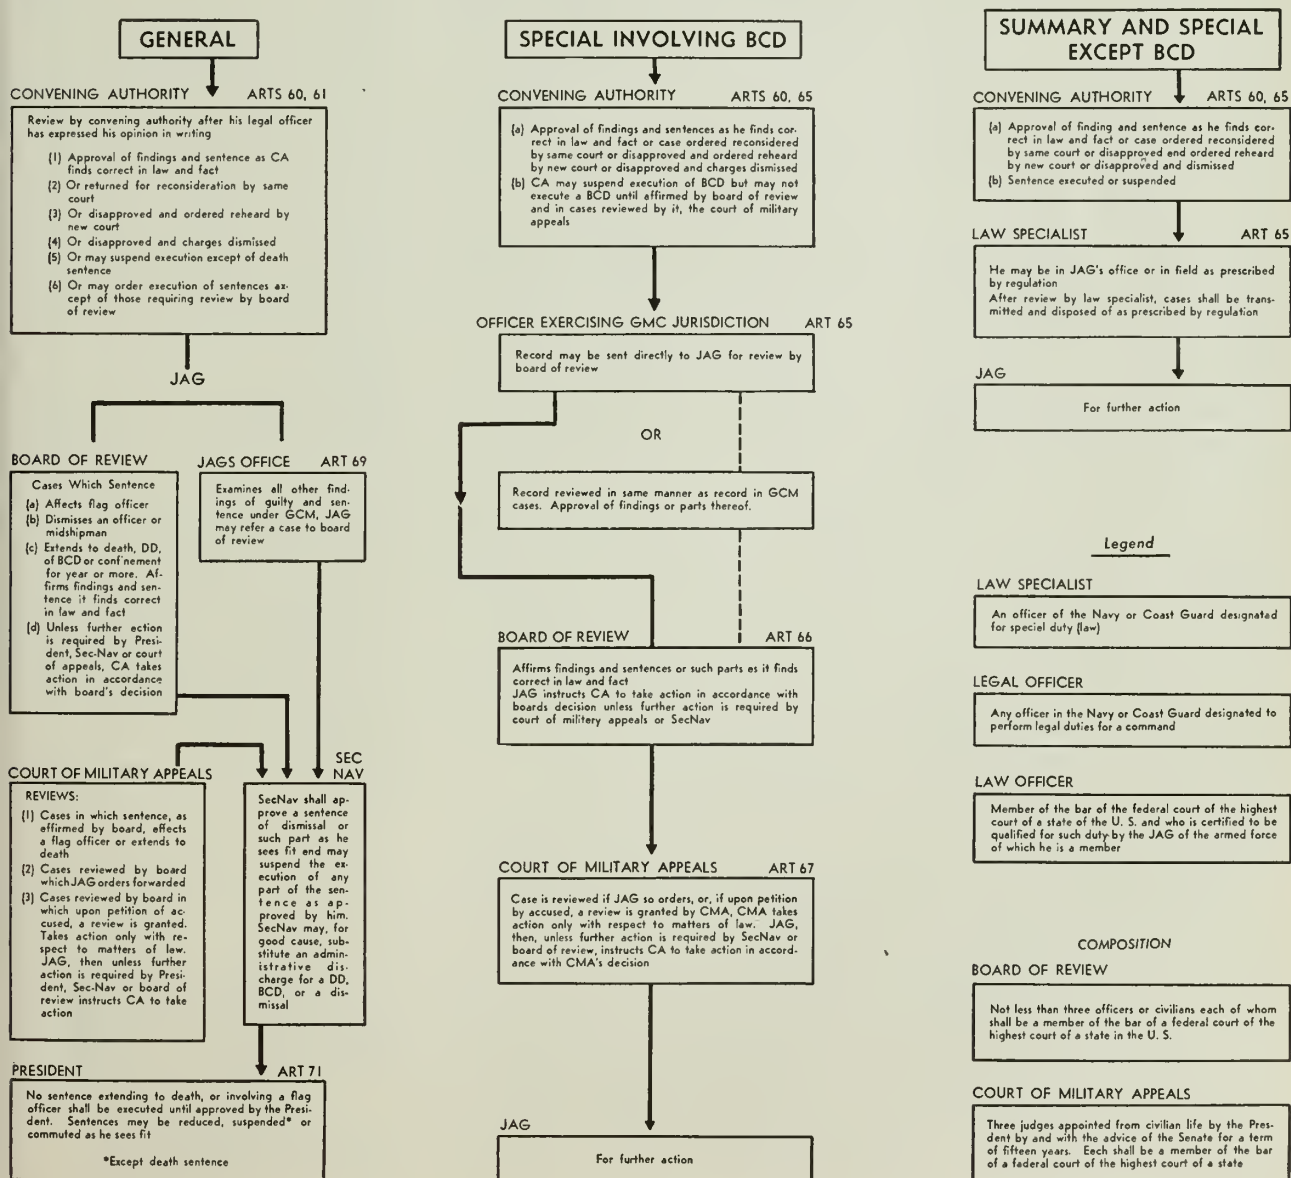 GENERAL
CONVENING AUTHORITY ARTS 60, 61
Review by convening authority after his legal officer
has expressed his opinion in writing
(1) Approval of findings and sentence as CA
finds correct in law and fact
(2) Or returned for reconsideration by same
court
(3) Or disapproved and ordered reheard by
new court
(4) Or disapproved and charges dismissed
(5) Or may suspend execution except of death
sentence
(6) Or may order execution of sentences ex-
cept of those requiring review by board
of review
JAG
BOARD OF REVIEW
Cases Which Sentence
(a) Affects flag officer
(b) Dismisses an officer or
midshipman
(c) Extends to death, DD,
of BCD or confinement
for year or more. Af-
firms findings and sen-
tence it finds correct
in law and fact
(d) Unless further action
is required by Presi-
dent, Sec-Nav or court
of appeals, CA takes
action in accordance
with board's decision
JAGS OFFICE ART 69
Examines all other find-
ings of guilty and sen-
tence under GCM, JAG
may refer a case to board
of review
COURT OF MILITARY APPEALS
REVIEWS:
(1) Cases in which sentence, as
affirmed by board, affects
a flag officer or extends to
death
(2) Cases reviewed by board
which JAG orders forwarded
(3) Cases reviewed by board in
which upon petition of ac-
cused, a review is granted.
Takes action only with re-
spect to matters of law.
JAG, then unless further
action is required by Presi-
dent, Sec-Nav or board of
review instructs CA to take
action
SEC
NAV
SecNav shall ap-
prove a sentence
of dismissal or
such part as he
sees fit end may
suspend the ex-
ecution of any
part of the sen-
tence as ap-
proved by him.
SecNav may, for
good cause, sub-
stitute an admin-
istrative dis-
charge for a DD,
BCD, or a dis-
missal
PRESIDENT ART 71
No sentence extending to death, or involving a flag
officer shall be executed until approved by the Presi-
dent. Sentences may be reduced, suspended* or
commuted as he sees fit
*Except death sentence
SPECIAL INVOLVING BCD
CONVENING AUTHORITY ARTS 60, 65
(a) Approval of findings and sentences as he finds cor-
rect in law and fact or case ordered reconsidered
by same court or disapproved and ordered reheard
by new court or disapproved and charges dismissed
(b) CA may suspend execution of BCD but may not
execute a BCD until affirmed by board of review
and in cases reviewed by it, the court of military
appeals
OFFICER EXERCISING GMC JURISDICTION ART 65
Record may be sent directly to JAG for review by
board of review
OR
Record reviewed in same manner as record in GCM
cases. Approval of findings or parts thereof.
BOARD OF REVIEW ART 66
Affirms findings and sentences or such parts es it finds
correct in law and fact
JAG instructs CA to take action in accordance with
boards decision unless further action is required by
court of military appeals or SecNav
COURT OF MILITARY APPEALS ART 67
Case is reviewed if JAG so orders, or, if upon petition
by accused, a review is granted by CMA, CMA takes
action only with respect to matters of law. JAG,
then, unless further action is required by SecNav or
board of review, instructs CA to take action in accord-
ance with CMA's decision
JAG
For further action
SUMMARY AND SPECIAL
EXCEPT BCD
CONVENING AUTHORITY ARTS 60, 65
(a) Approval of finding and sentence as he finds cor-
rect in law and fact or case ordered reconsidered
by same court or disapproved end ordered reheard
by new court or disapproved and dismissed
(b) Sentence executed or suspended
LAW SPECIALIST ART 65
He may be in JAG's office or in field as prescribed
by regulation
After review by law specialist, cases shall be trans-
mitted and disposed of as prescribed by regulation
JAG
For further action
Legend
LAW SPECIALIST
An officer of the Navy or Coast Guard designated
for special duty (law)
LEGAL OFFICER
Any officer in the Navy or Coast Guard designated to
perform legal duties for a command
LAW OFFICER
Member of the bar of the federal court of the highest
court of a state of the U. S. and who is certified to be
qualified for such duty by the JAG of the armed force
of which he is a member
COMPOSITION
BOARD OF REVIEW
Not less than three officers or civilians each of whom
shall be a member of the bar of a federal court of the
highest court of a state in the U. S.
COURT OF MILITARY APPEALS
Three judges appointed from civilian life by the Pres-
ident by and with the advice of the Senate for a term
of fifteen years. Each shall be a member of the bar
of a federal court of the highest court of a state